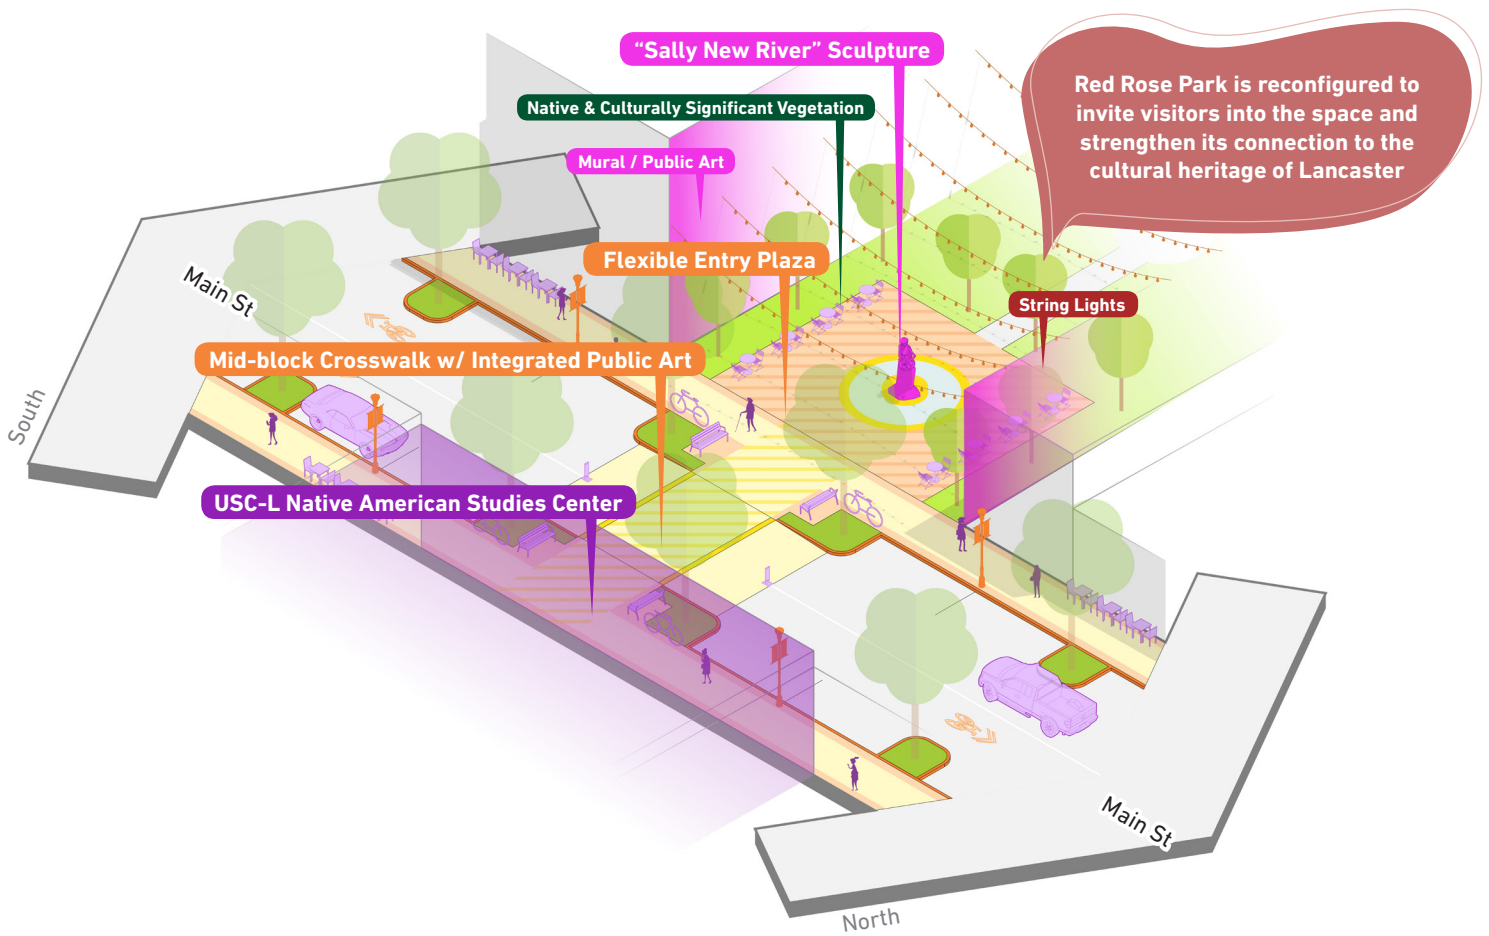 “Sally New River” Sculpture
Red Rose Park is reconfigured to
invite visitors into the space and
strengthen its connection to the
cultural heritage of Lancaster
Native & Culturally Significant Vegetation
Mural / Public Art
Flexible Entry Plaza
Main St
String Lights
Mid-block Crosswalk w/ Integrated Public Art
South
USC-L Native American Studies Center
Main St
North